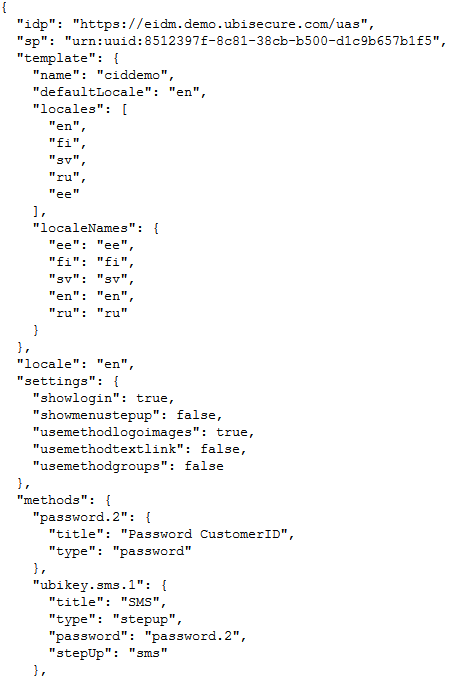 {
  "idp": "https://eidm.demo.ubisecure.com/uas",
  "sp": "urn:uuid:8512397f-8c81-38cb-b500-d1c9b657b1f5",
  "template": {
    "name": "ciddemo",
    "defaultLocale": "en",
    "locales": [
      "en",
      "fi",
      "sv",
      "ru",
      "ee"
    ],
    "localeNames": {
      "ee": "ee",
      "fi": "fi",
      "sv": "sv",
      "en": "en",
      "ru": "ru"
    }
  },
  "locale": "en",
  "settings": {
    "showlogin": true,
    "showmenustepup": false,
    "usemethodlogoimages": true,
    "usemethodtextlink": false,
    "usemethodgroups": false
  },
  "methods": {
    "password.2": {
      "title": "Password CustomerID",
      "type": "password"
    },
    "ubikey.sms.1": {
      "title": "SMS",
      "type": "stepup",
      "password": "password.2",
      "stepUp": "sms"
    },